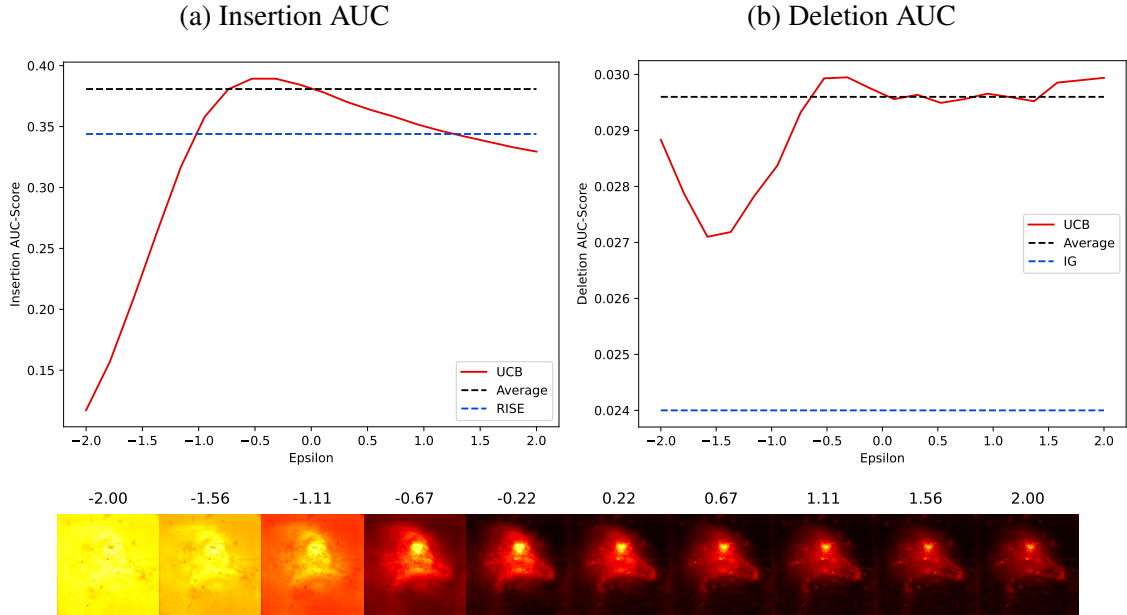 (a) Insertion AUC
0.40
0.35
0.30
0.25
0.20
0.15
Insertion AUC-Score
UCB
Average
RISE
−2.0 −1.5 −1.0 −0.5 0.0 0.5 1.0 1.5 2.0
Epsilon
(b) Deletion AUC
0.030
0.029
0.028
0.027
0.026
0.025
0.024
Deletion AUC-Score
UCB
Average
IG
−2.0 −1.5 −1.0 −0.5 0.0 0.5 1.0 1.5 2.0
Epsilon
-2.00 -1.56 -1.11 -0.67 -0.22 0.22 0.67 1.11 1.56 2.00